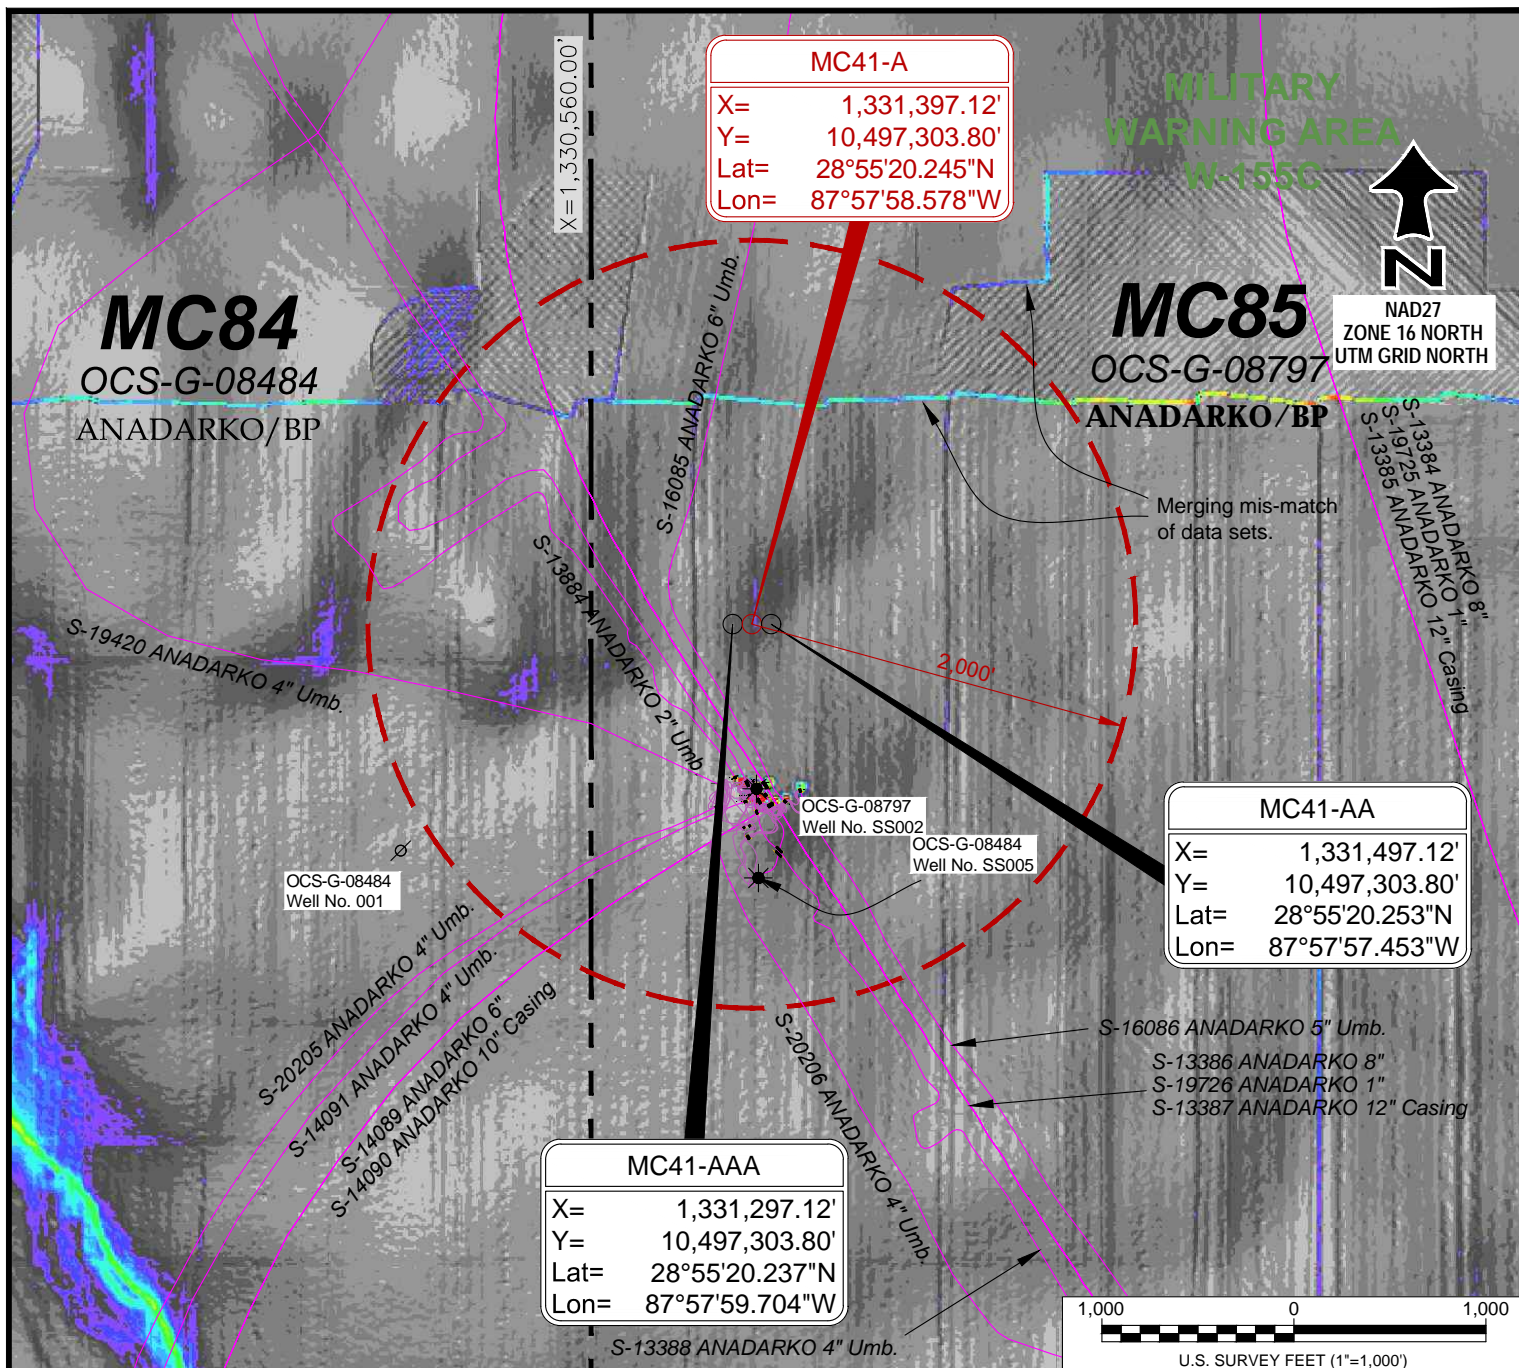 X= 1,330,560.00'
MC41-A
X= 1,331,397.12'
Y= 10,497,303.80'
Lat= 28°55'20.245"N
Lon= 87°57'58.578"W
MILITARY
WARNING AREA
W-155C
N
NAD27
ZONE 16 NORTH
UTM GRID NORTH
MC84
OCS-G-08484
ANADARKO/BP
MC85
OCS-G-08797
ANADARKO/BP
S-16085 ANADARKO 6" Umb.
S-13384 ANADARKO 8"
S-19725 ANADARKO 1"
S-13385 ANADARKO 12" Casing
Merging mis-match
of data sets.
S-13884 ANADARKO 2" Umb
S-19420 ANADARKO 4" Umb.
2,000'
OCS-G-08797
Well No. SS002
OCS-G-08484
Well No. SS005
OCS-G-08484
Well No. 001
MC41-AA
X= 1,331,497.12'
Y= 10,497,303.80'
Lat= 28°55'20.253"N
Lon= 87°57'57.453"W
S-20205 ANADARKO 4" Umb.
S-14091 ANADARKO 4" Umb.
S-14089 ANADARKO 6"
S-14090 ANADARKO 10" Casing
S-20206 ANADARKO 4" Umb.
S-16086 ANADARKO 5" Umb.
S-13386 ANADARKO 8"
S-19726 ANADARKO 1"
S-13387 ANADARKO 12" Casing
MC41-AAA
X= 1,331,297.12'
Y= 10,497,303.80'
Lat= 28°55'20.237"N
Lon= 87°57'59.704"W
S-13388 ANADARKO 4" Umb.
1,000 0 1,000
U.S. SURVEY FEET (1"=1,000')